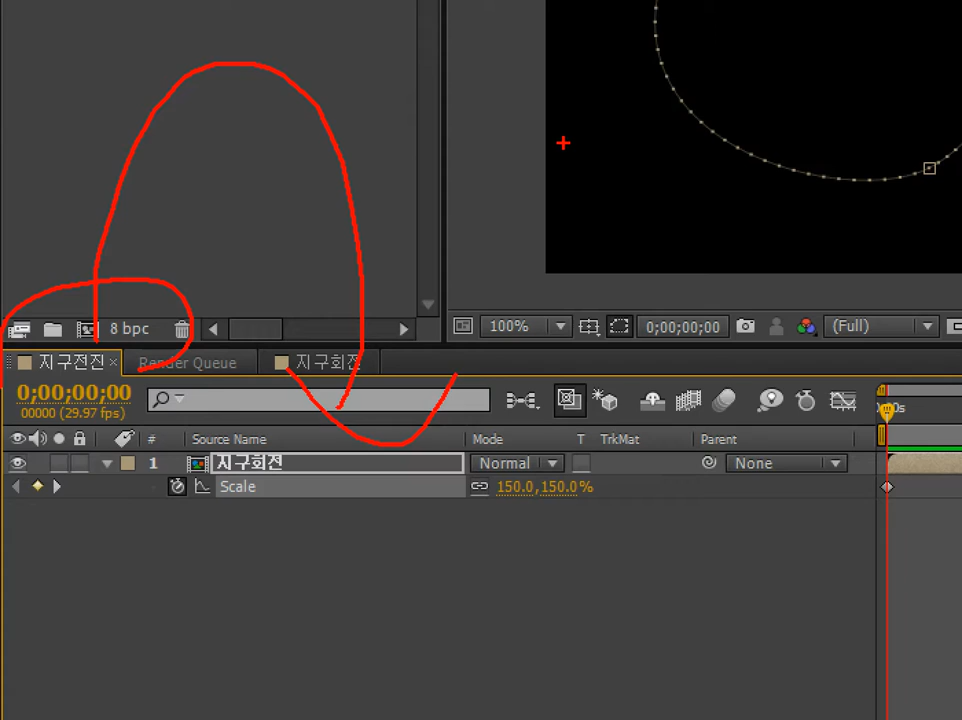 8 bpc
100%
0;00;00;00
(Full)
지구전진 ×
Render Queue
지구회전
0;00;00;00
00000 (29.97 fps)
# Source Name Mode T TrkMat Parent
1 지구회전 Normal None
Scale 150.0,150.0%